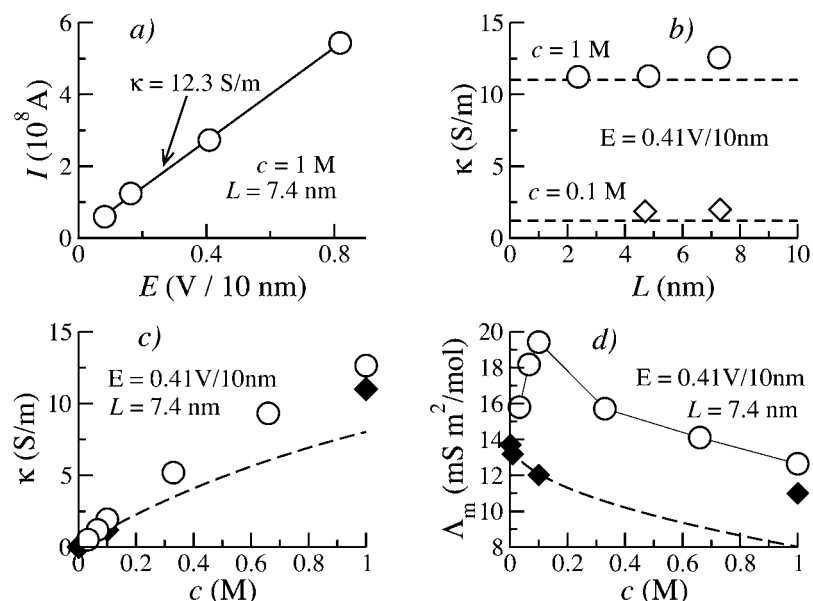 a)
6
4
2
0
I (10⁸A)
κ = 12.3 S/m
c = 1 M
L = 7.4 nm
0 0.4 0.8
E (V / 10 nm)
b)
15
10
5
0
κ (S/m)
c = 1 M
E = 0.41V/10nm
c = 0.1 M
0 2 4 6 8 10
L (nm)
c)
15
10
5
0
κ (S/m)
E = 0.41V/10nm
L = 7.4 nm
0 0.2 0.4 0.6 0.8 1
c (M)
d)
20
18
16
14
12
10
8
Λm (mS m²/mol)
E = 0.41V/10nm
L = 7.4 nm
0 0.2 0.4 0.6 0.8 1
c (M)